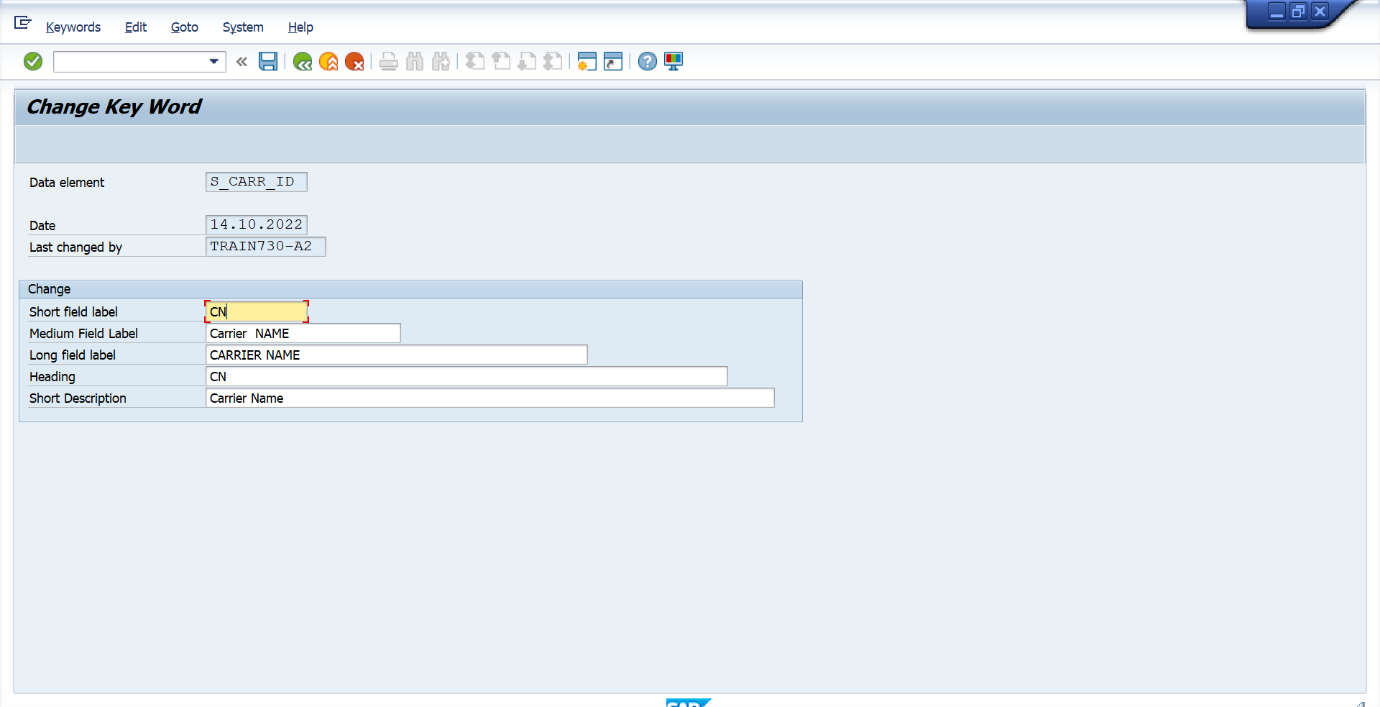 Keywords Edit Goto System Help
Change Key Word
Data element S_CARR_ID
Date 14.10.2022
Last changed by TRAIN730-A2
Change
Short field label CN
Medium Field Label Carrier  NAME
Long field label CARRIER NAME
Heading CN
Short Description Carrier Name
SAP